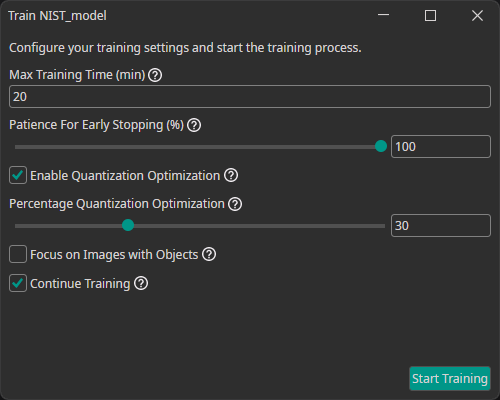 Train NIST_model
Configure your training settings and start the training process.
Max Training Time (min) ?
20
Patience For Early Stopping (%) ?
100
Enable Quantization Optimization ?
Percentage Quantization Optimization ?
30
Focus on Images with Objects ?
Continue Training ?
Start Training